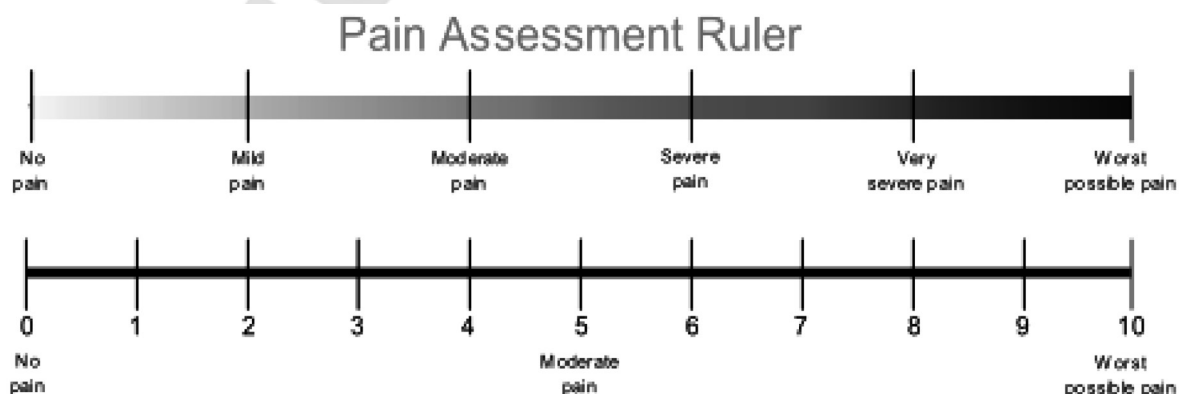 Pain Assessment Ruler
No Mild Moderate Severe Very Worst
pain pain pain pain severe pain possible pain
0 1 2 3 4 5 6 7 8 9 10
No Moderate Worst
pain pain possible pain